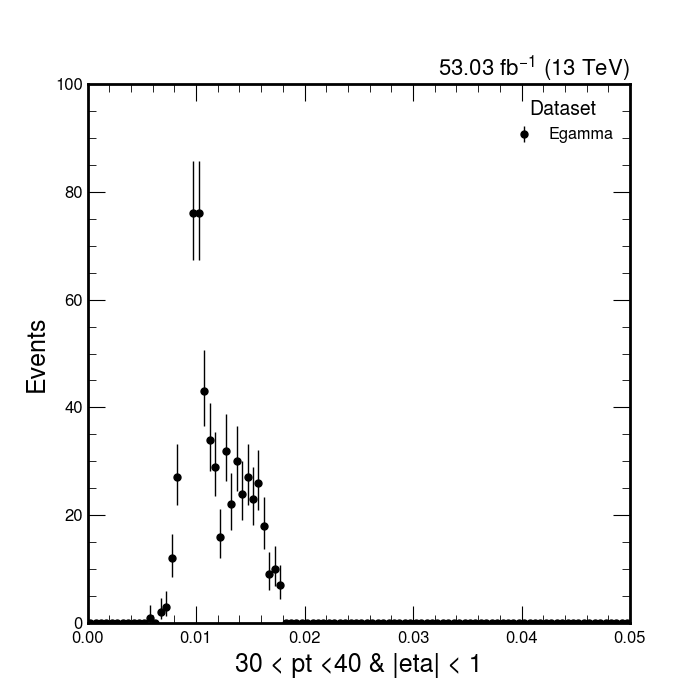 53.03 fb⁻¹ (13 TeV)
100
Dataset
Egamma
80
60
Events
40
20
0
0.00 0.01 0.02 0.03 0.04 0.05
30 < pt <40 & |eta| < 1